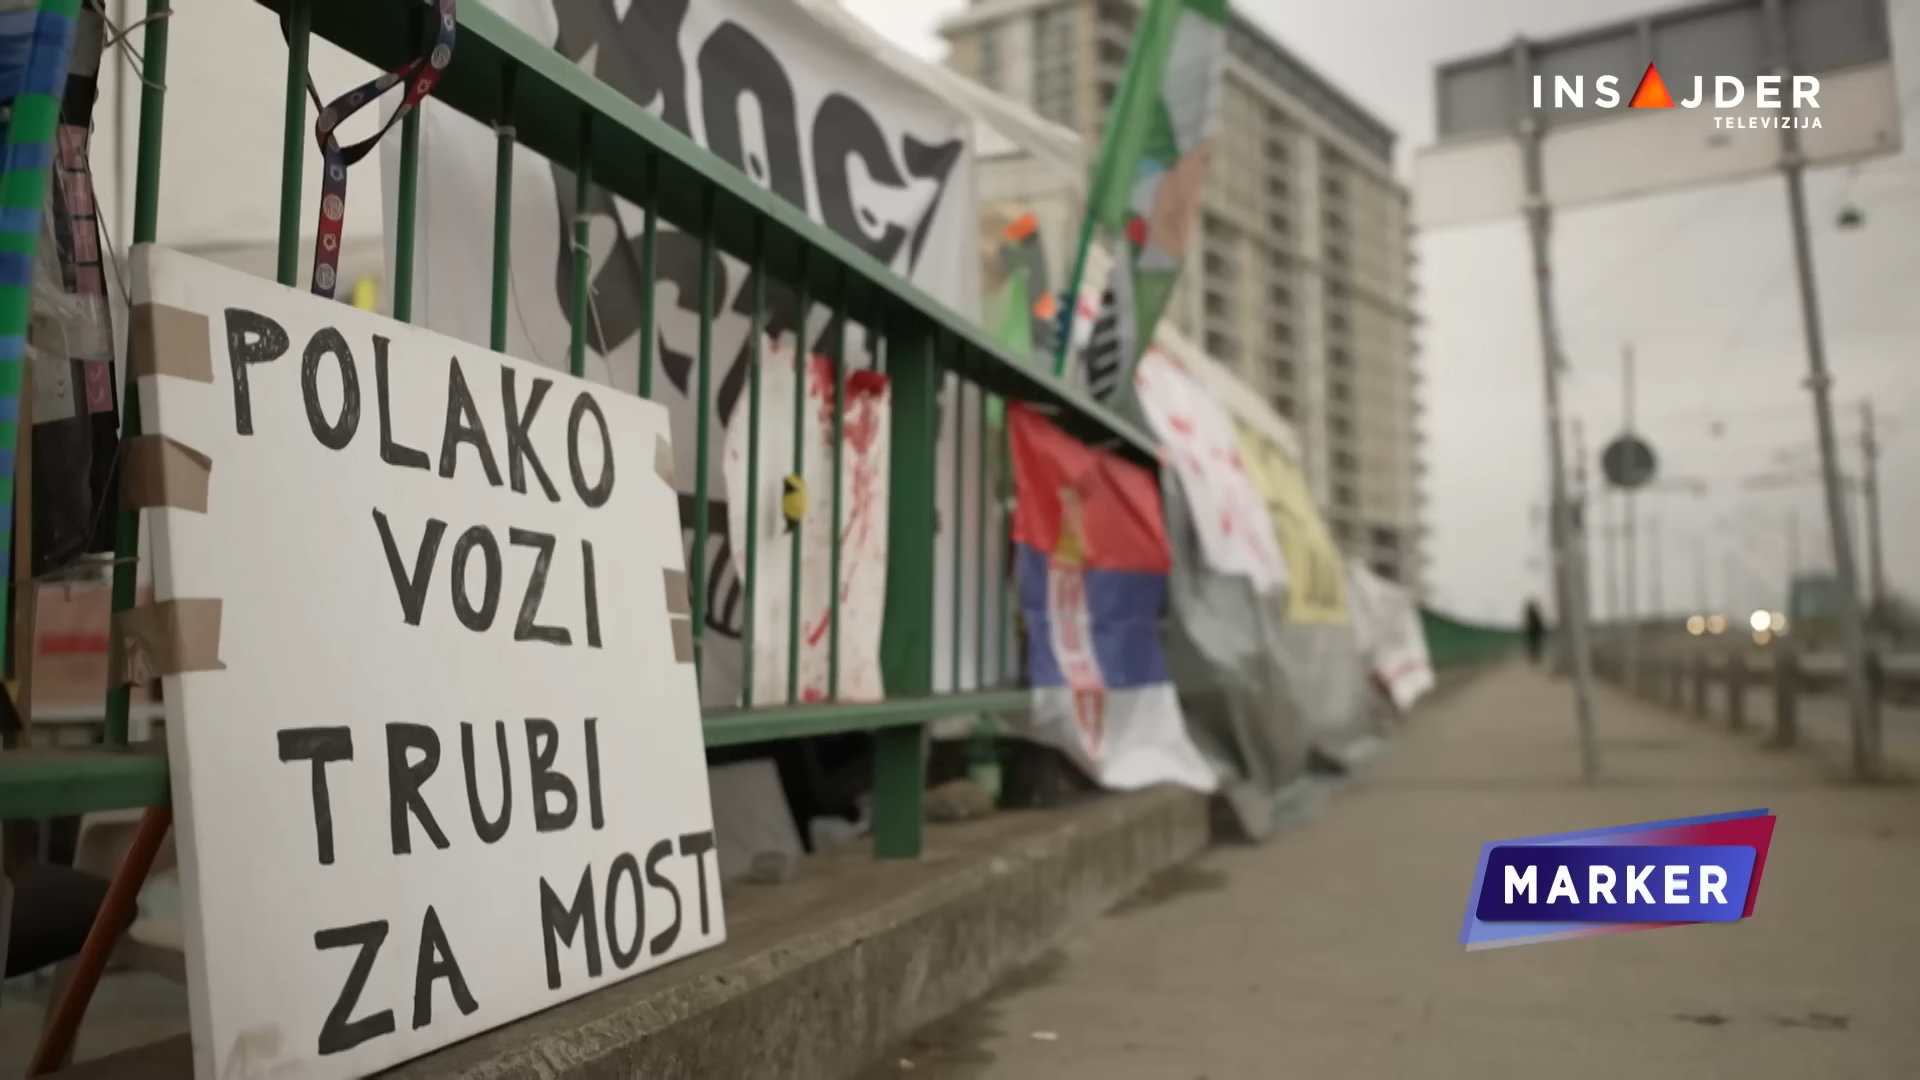 INSAJDER
TELEVIZIJA
POLAKO
VOZI
TRUBI
ZA MOST
MARKER